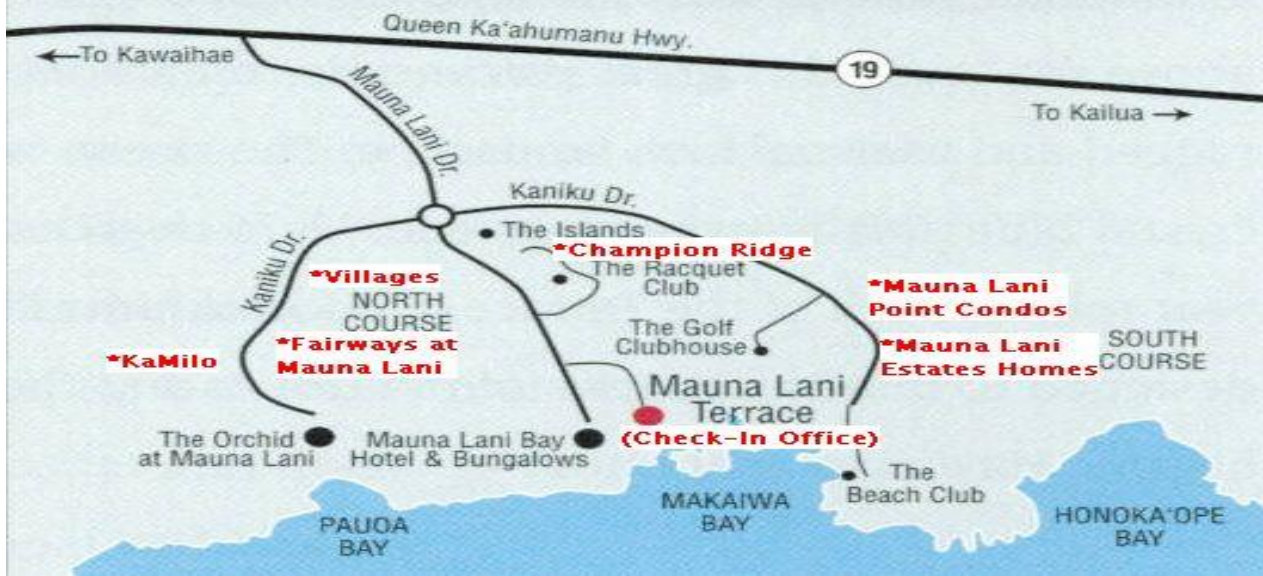 Queen Ka'ahumanu Hwy.
←To Kawaihae
19
To Kailua→
Mauna Lani Dr.
Kaniku Dr.
Kaniku Dr.
The Islands
*Champion Ridge
The Racquet
Club
*Villages
NORTH
COURSE
*Mauna Lani
Point Condos
The Golf
Clubhouse
*Fairways at
Mauna Lani
*KaMilo
*Mauna Lani
Estates Homes
SOUTH
COURSE
Mauna Lani
Terrace
(Check-In Office)
The Orchid
at Mauna Lani
Mauna Lani Bay
Hotel & Bungalows
The
Beach Club
PAUOA
BAY
MAKAIWA
BAY
HONOKA'OPE
BAY